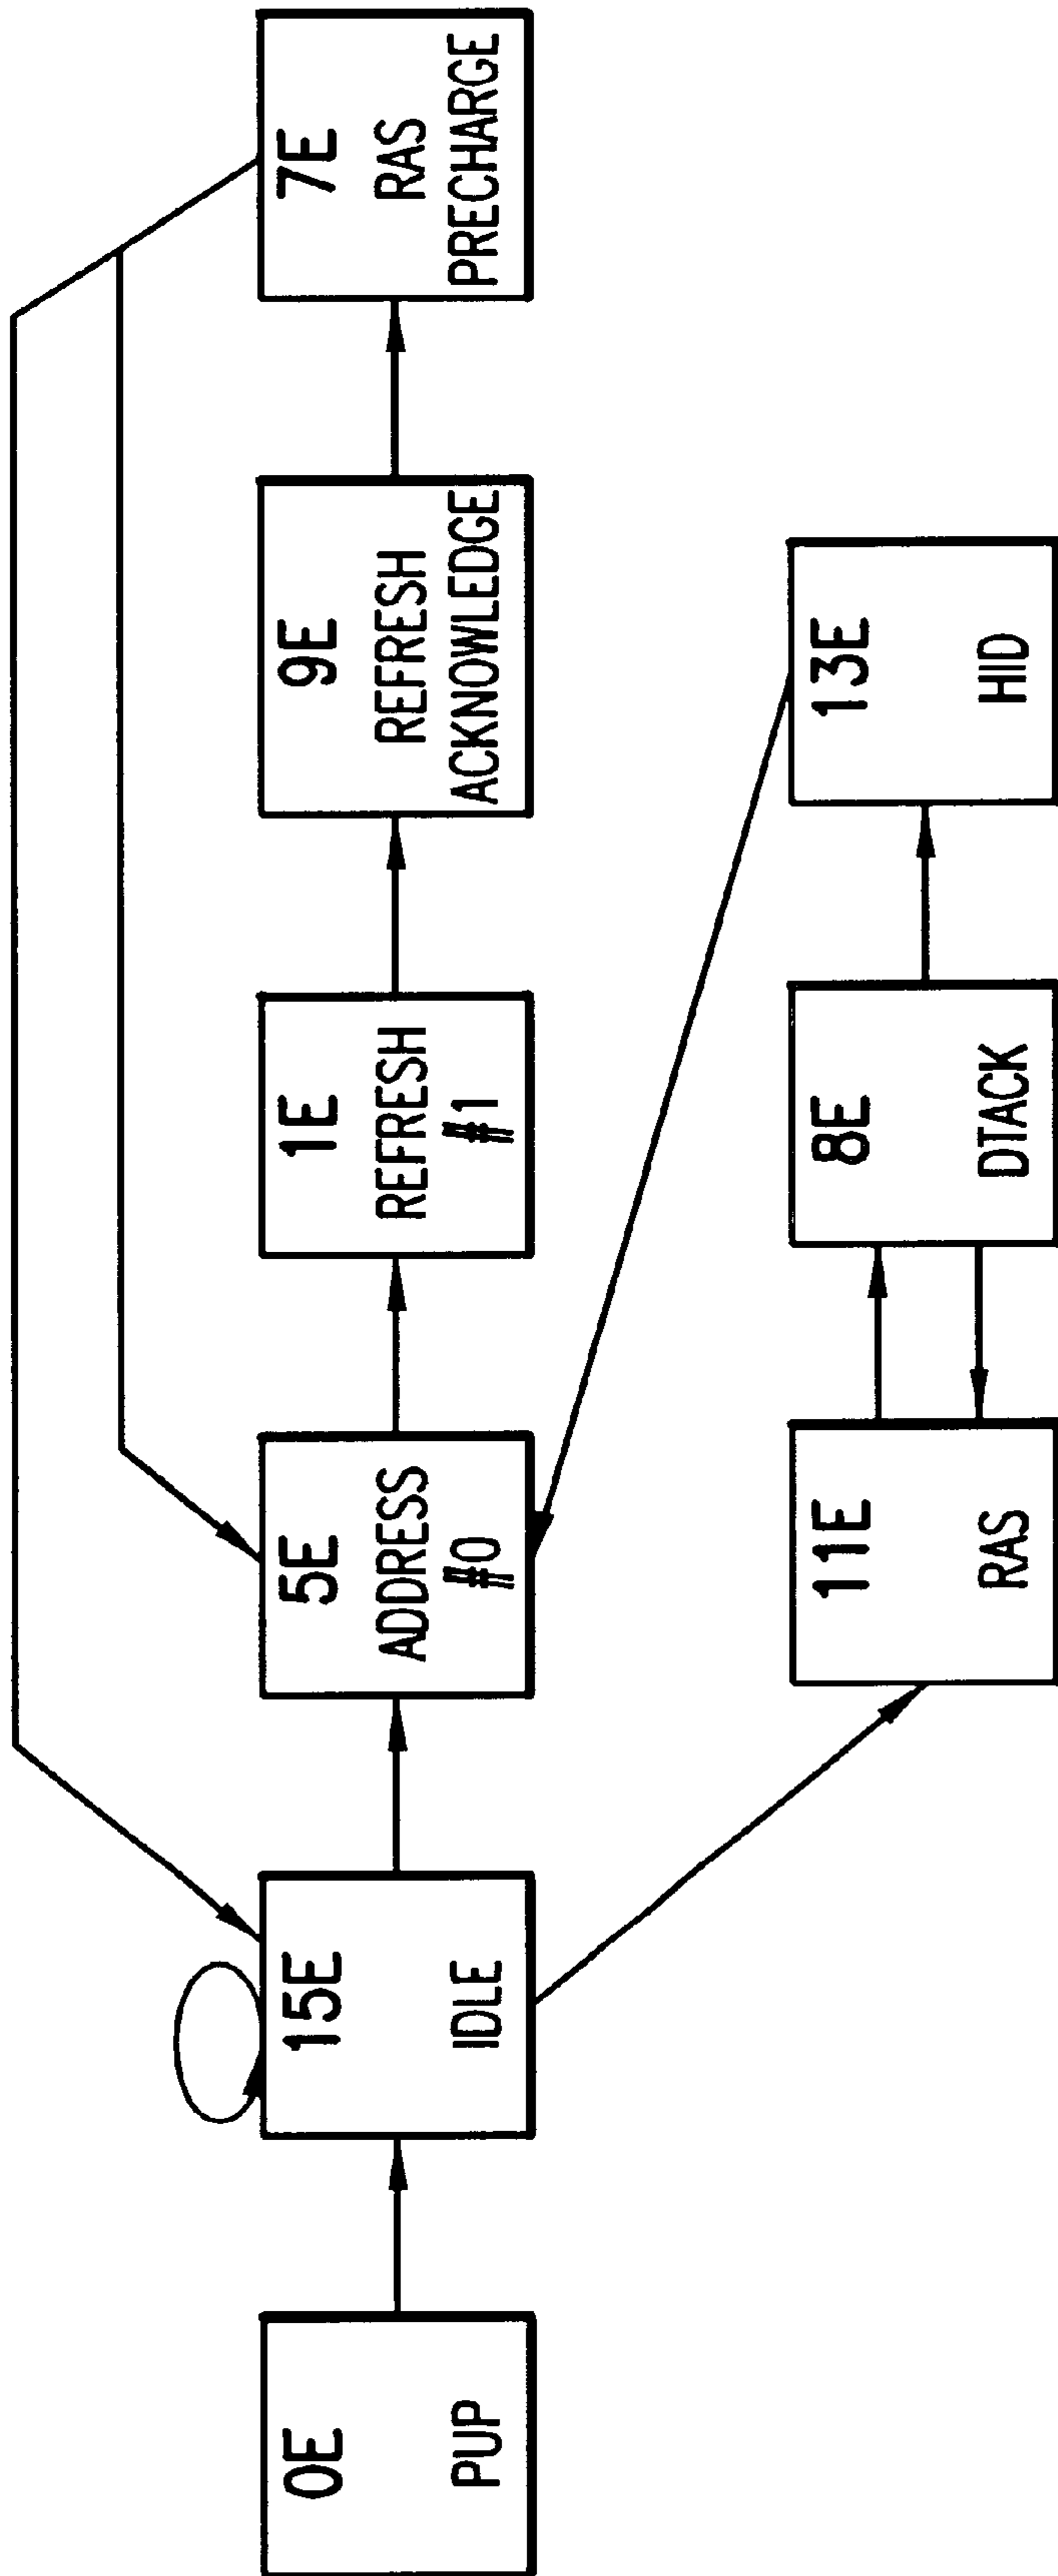 0E
PUP
15E
IDLE
5E
ADDRESS
#0
1E
REFRESH
#1
9E
REFRESH
ACKNOWLEDGE
7E
RAS
PRECHARGE
11E
RAS
8E
DTACK
13E
HID